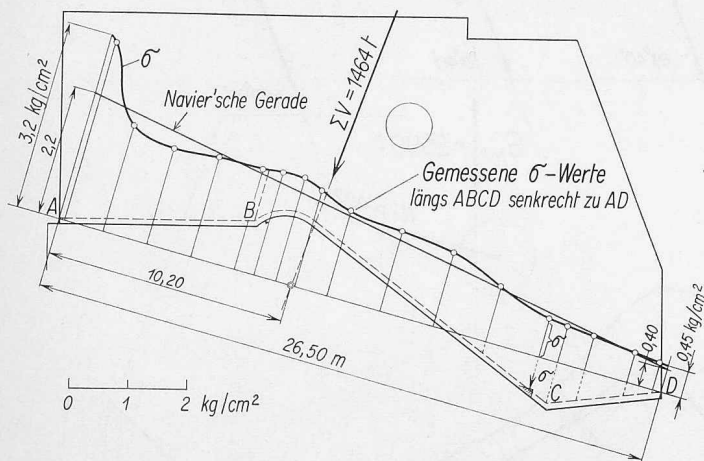 σ
Navier'sche Gerade
ΣV = 1464 t
3,2 kg/cm²
2,2
Gemessene σ-Werte
längs ABCD senkrecht zu AD
A
B
10,20
26,50 m
σ
σ
C
D
0,40
0,45 kg/cm²
0 1 2 kg/cm²